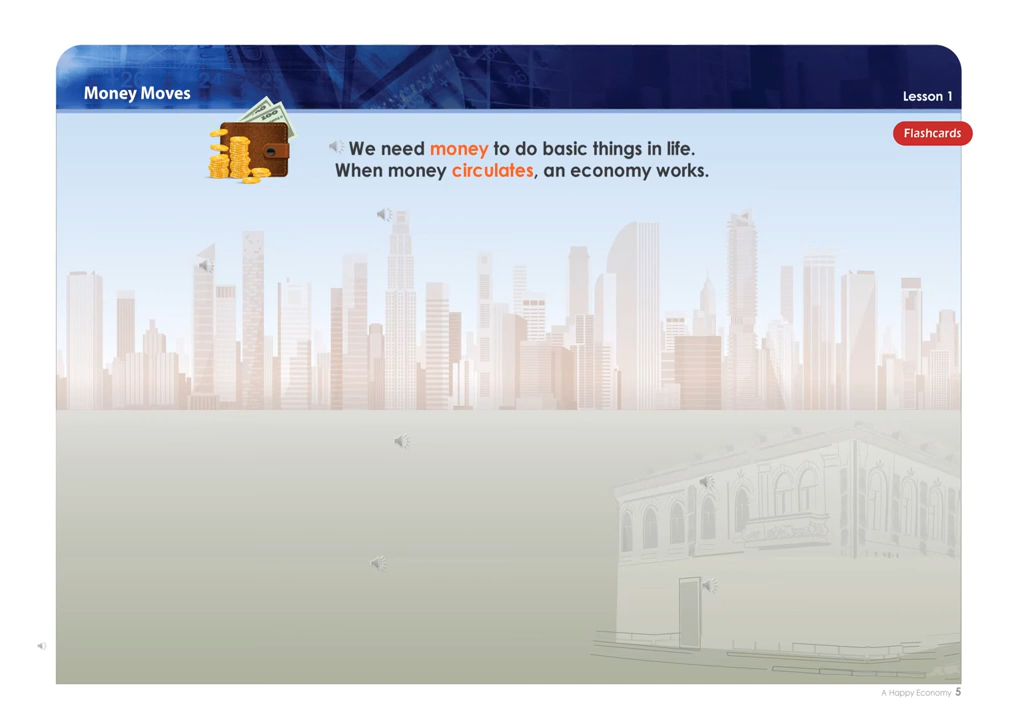 Money Moves
Lesson 1
Flashcards
We need money to do basic things in life.
When money circulates, an economy works.
A Happy Economy 5